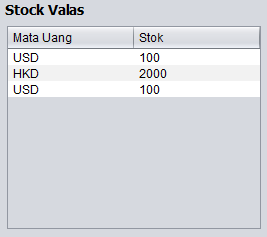 Stock Valas
Mata Uang Stok
USD 100
HKD 2000
USD 100